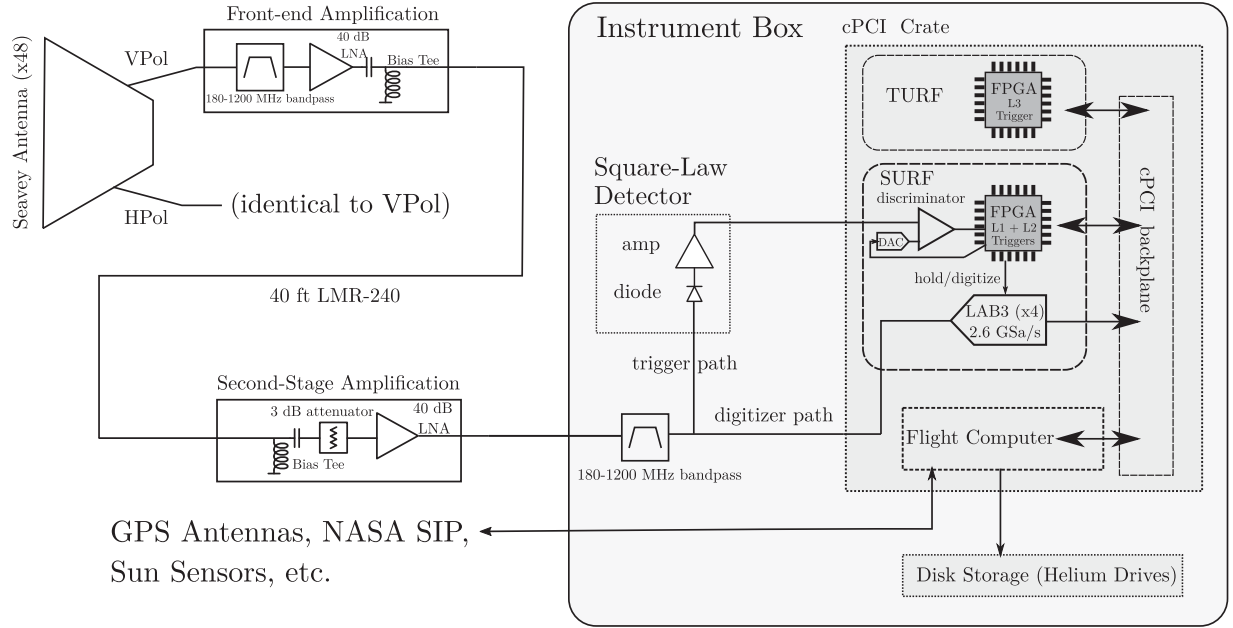 Front-end Amplification
40 dB
LNA
Bias Tee
180-1200 MHz bandpass
Seavey Antenna (x48)
VPol
HPol
(identical to VPol)
40 ft LMR-240
Second-Stage Amplification
3 dB attenuator
40 dB
LNA
Bias Tee
GPS Antennas, NASA SIP,
Sun Sensors, etc.
Instrument Box
cPCI Crate
TURF
FPGA
L3
Trigger
Square-Law
Detector
amp
diode
trigger path
digitizer path
180-1200 MHz bandpass
SURF
discriminator
DAC
FPGA
L1 + L2
Triggers
hold/digitize
LAB3 (x4)
2.6 GSa/s
cPCI backplane
Flight Computer
Disk Storage (Helium Drives)